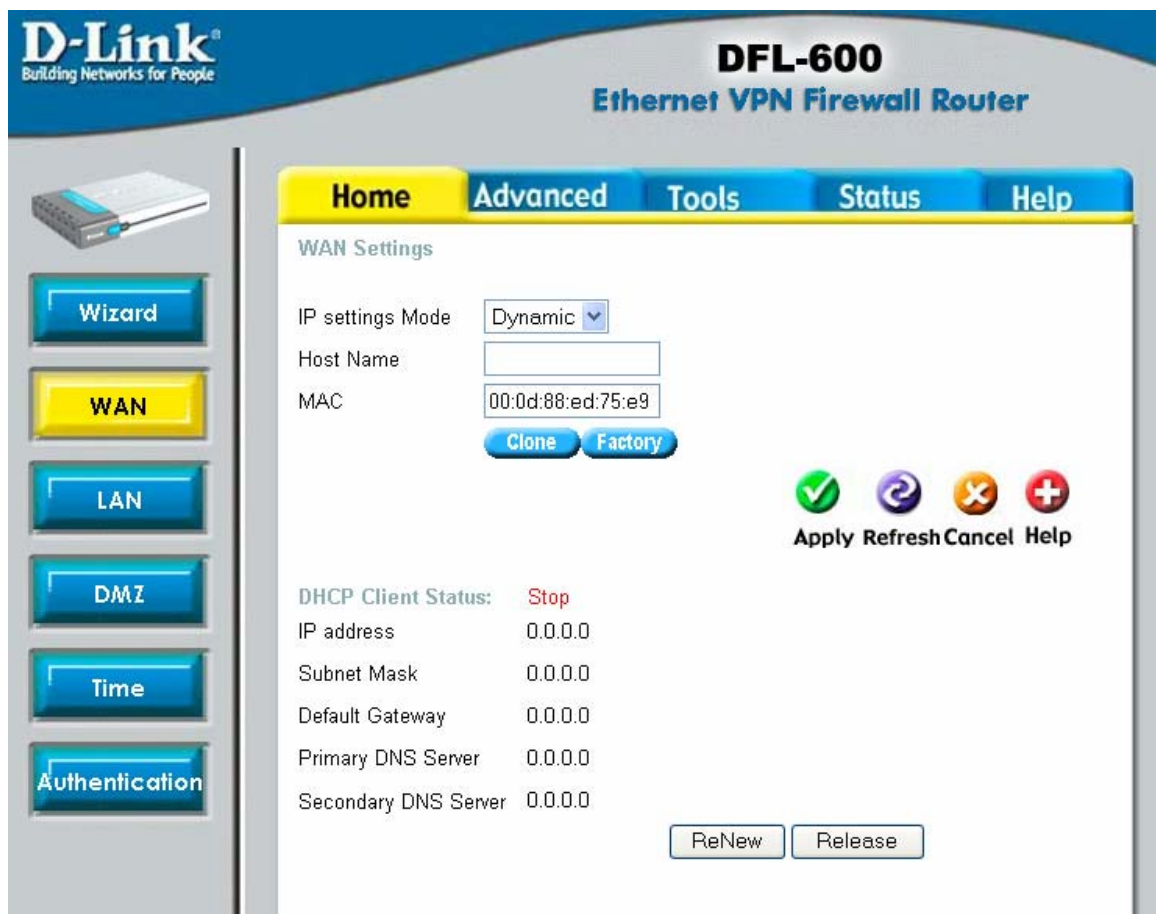 D-Link®
Building Networks for People
DFL-600
Ethernet VPN Firewall Router
Home Advanced Tools Status Help
Wizard
WAN
LAN
DMZ
Time
Authentication
WAN Settings
IP settings Mode Dynamic
Host Name
MAC 00:0d:88:ed:75:e9
Clone Factory
Apply Refresh Cancel Help
DHCP Client Status: Stop
IP address 0.0.0.0
Subnet Mask 0.0.0.0
Default Gateway 0.0.0.0
Primary DNS Server 0.0.0.0
Secondary DNS Server 0.0.0.0
ReNew Release